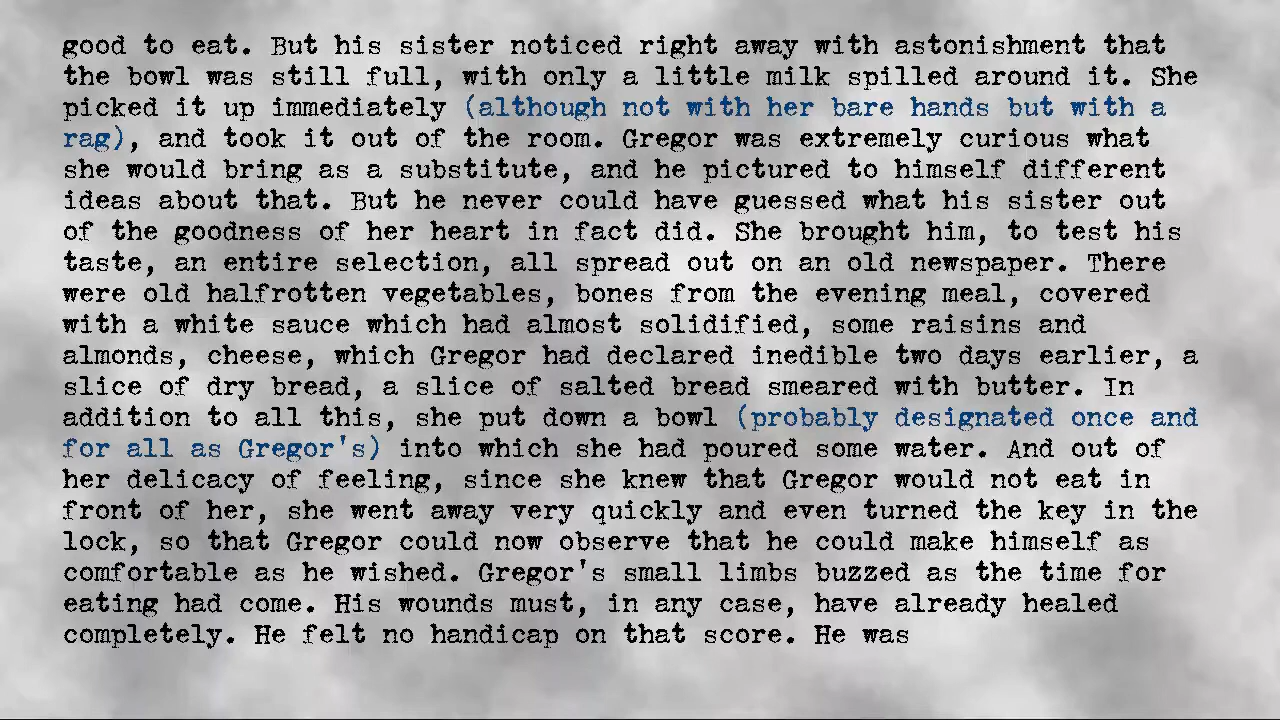 good to eat. But his sister noticed right away with astonishment that
the bowl was still full, with only a little milk spilled around it. She
picked it up immediately (although not with her bare hands but with a
rag), and took it out of the room. Gregor was extremely curious what
she would bring as a substitute, and he pictured to himself different
ideas about that. But he never could have guessed what his sister out
of the goodness of her heart in fact did. She brought him, to test his
taste, an entire selection, all spread out on an old newspaper. There
were old halfrotten vegetables, bones from the evening meal, covered
with a white sauce which had almost solidified, some raisins and
almonds, cheese, which Gregor had declared inedible two days earlier, a
slice of dry bread, a slice of salted bread smeared with butter. In
addition to all this, she put down a bowl (probably designated once and
for all as Gregor's) into which she had poured some water. And out of
her delicacy of feeling, since she knew that Gregor would not eat in
front of her, she went away very quickly and even turned the key in the
lock, so that Gregor could now observe that he could make himself as
comfortable as he wished. Gregor's small limbs buzzed as the time for
eating had come. His wounds must, in any case, have already healed
completely. He felt no handicap on that score. He was